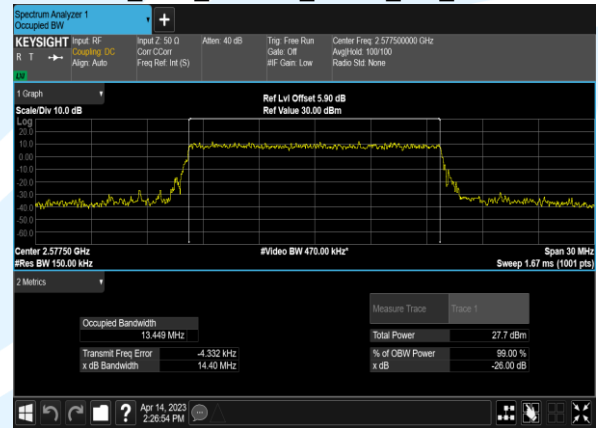 Spectrum Analyzer 1
Occupied BW
KEYSIGHT Input: RF Input Z: 50 Ω Atten: 40 dB Trig: Free Run Center Freq: 2.577500000 GHz
R T Coupling: DC Corr CCorr Gate: Off Avg|Hold: 100/100
Align: Auto Freq Ref: Int (S) #IF Gain: Low Radio Std: None
LW
1 Graph Ref Lvl Offset 5.90 dB
Scale/Div 10.0 dB Ref Value 30.00 dBm
Log
20.0
10.0
0.00
-10.0
-20.0
-30.0
-40.0
-50.0
-60.0
Center 2.57750 GHz #Video BW 470.00 kHz* Span 30 MHz
#Res BW 150.00 kHz Sweep 1.67 ms (1001 pts)
2 Metrics
Measure Trace Trace 1
Occupied Bandwidth
13.449 MHz Total Power 27.7 dBm
Transmit Freq Error -4.332 kHz % of OBW Power 99.00 %
x dB Bandwidth 14.40 MHz x dB -26.00 dB
? Apr 14, 2023
2:26:54 PM